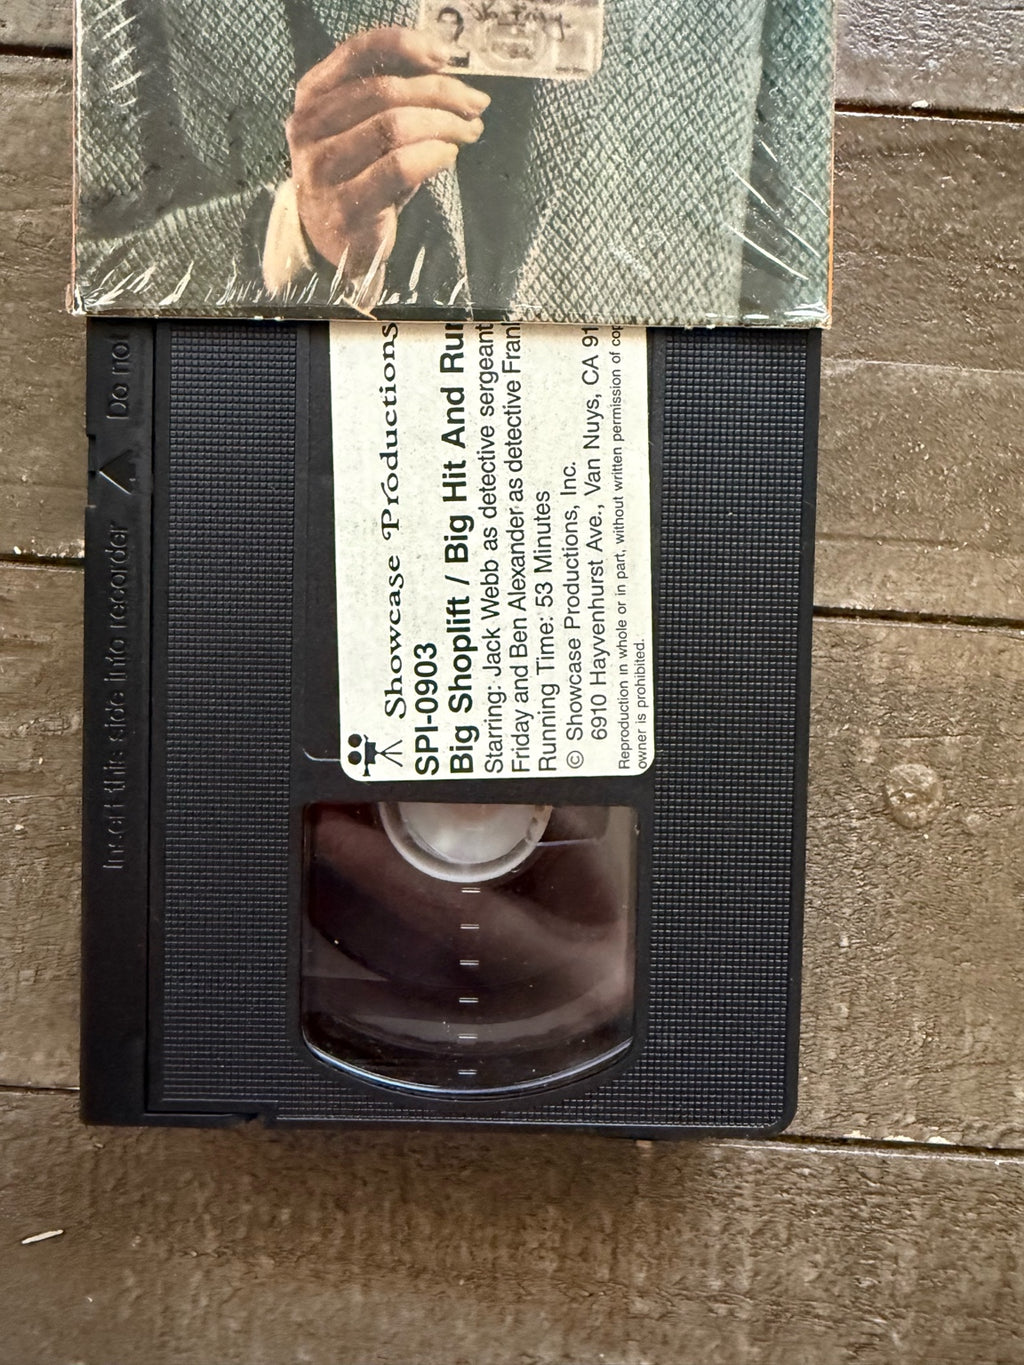 Showcase Productions
SPI-0903
Big Shoplift / Big Hit And Run
Starring: Jack Webb as detective sergeant
Friday and Ben Alexander as detective Frank
Running Time: 53 Minutes
© Showcase Productions, Inc.
6910 Hayvenhurst Ave., Van Nuys, CA 91
Reproduction in whole or in part, without written permission of cop
owner is prohibited.
Insert this side into recorder
Do not